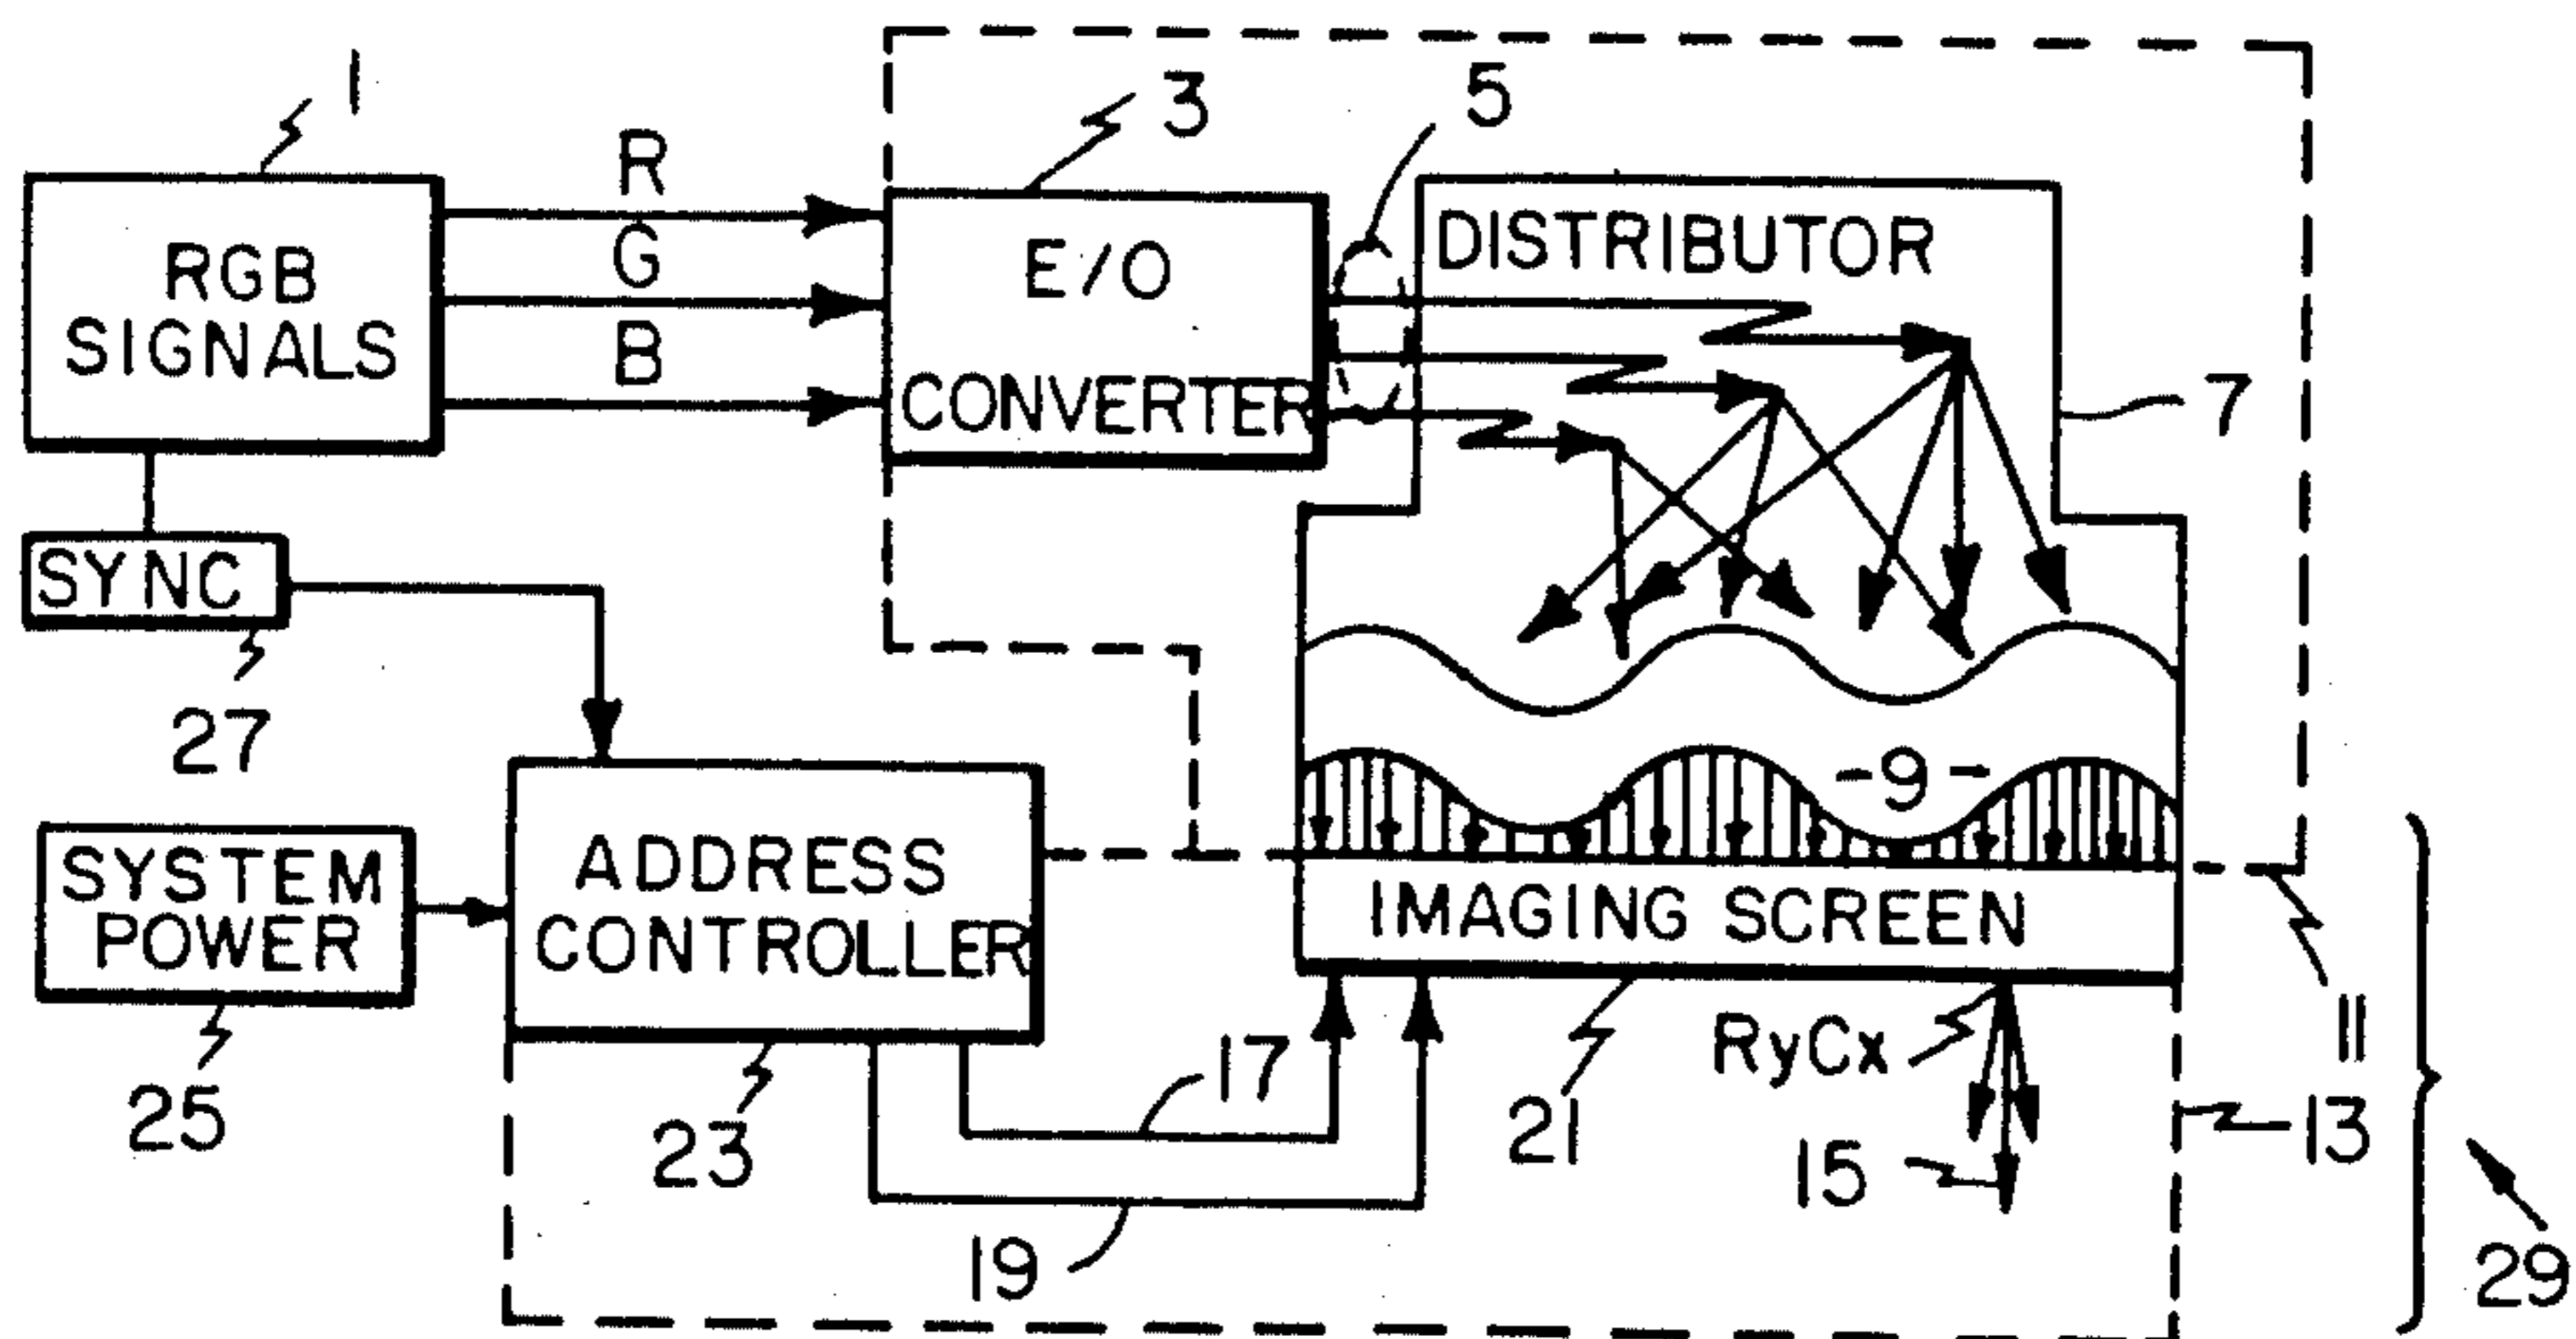 1
3
5
R
G
B
RGB
SIGNALS
E/O
CONVERTER
DISTRIBUTOR
7
SYNC
27
-9-
SYSTEM
POWER
25
ADDRESS
CONTROLLER
23
IMAGING SCREEN
17
19
21
RyCx
15
11
13
29